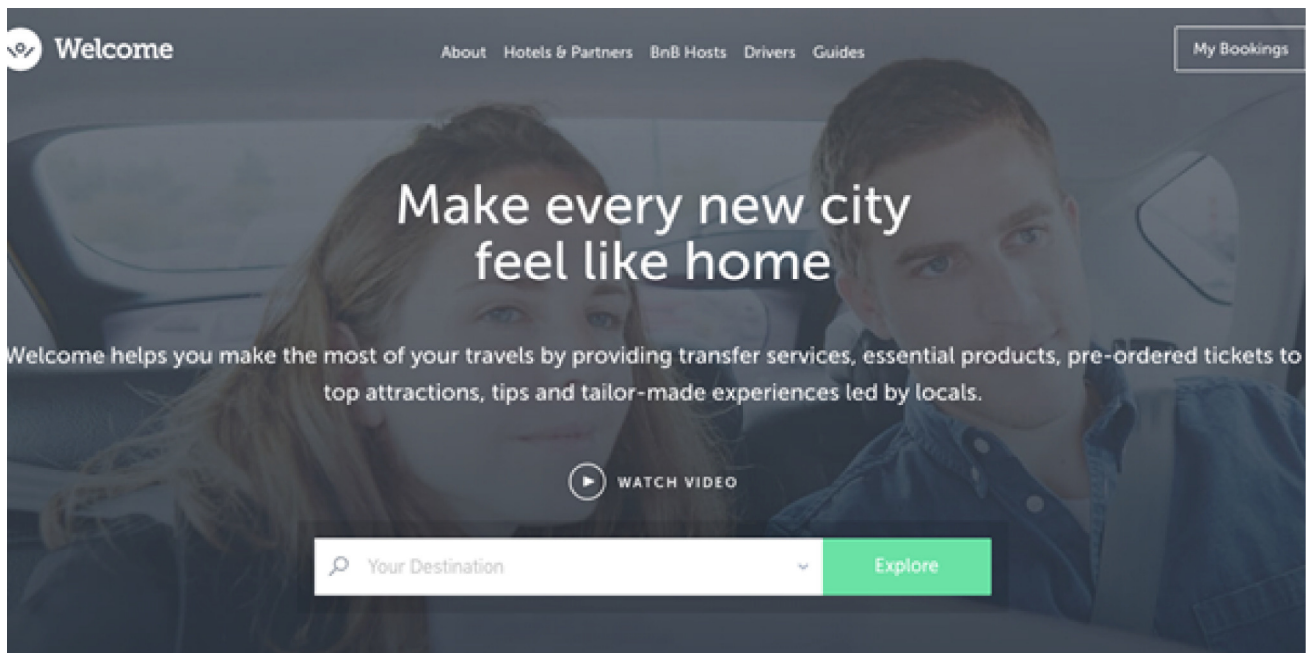 Welcome
About Hotels & Partners BnB Hosts Drivers Guides
My Bookings
Make every new city
feel like home
Welcome helps you make the most of your travels by providing transfer services, essential products, pre-ordered tickets to
top attractions, tips and tailor-made experiences led by locals.
WATCH VIDEO
Your Destination
Explore